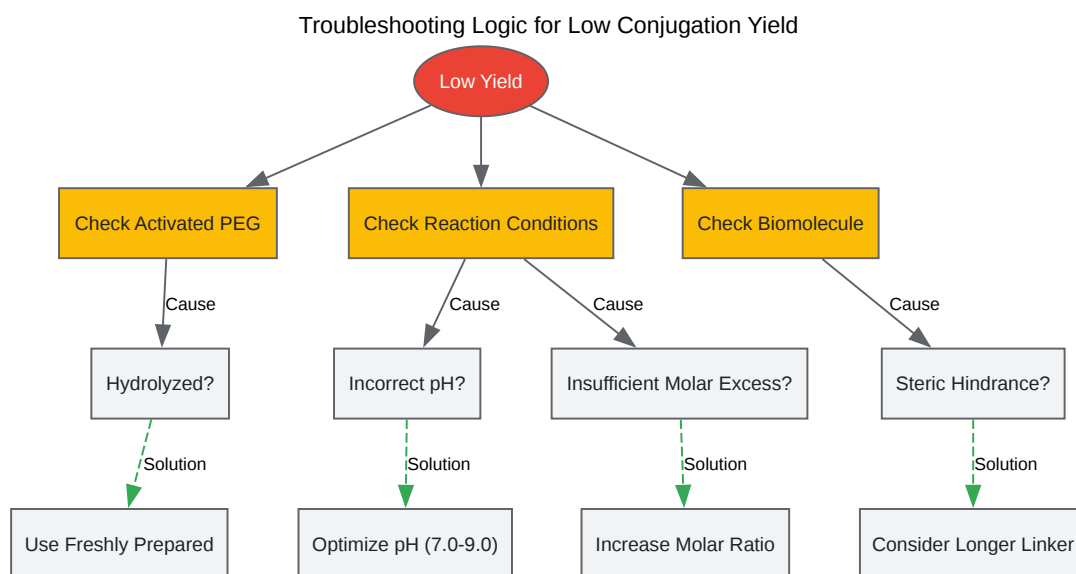 Troubleshooting Logic for Low Conjugation Yield
Low Yield
Check Activated PEG
Check Reaction Conditions
Check Biomolecule
Cause
Cause
Cause
Cause
Hydrolyzed?
Incorrect pH?
Insufficient Molar Excess?
Steric Hindrance?
Solution
Solution
Solution
Solution
Use Freshly Prepared
Optimize pH (7.0-9.0)
Increase Molar Ratio
Consider Longer Linker